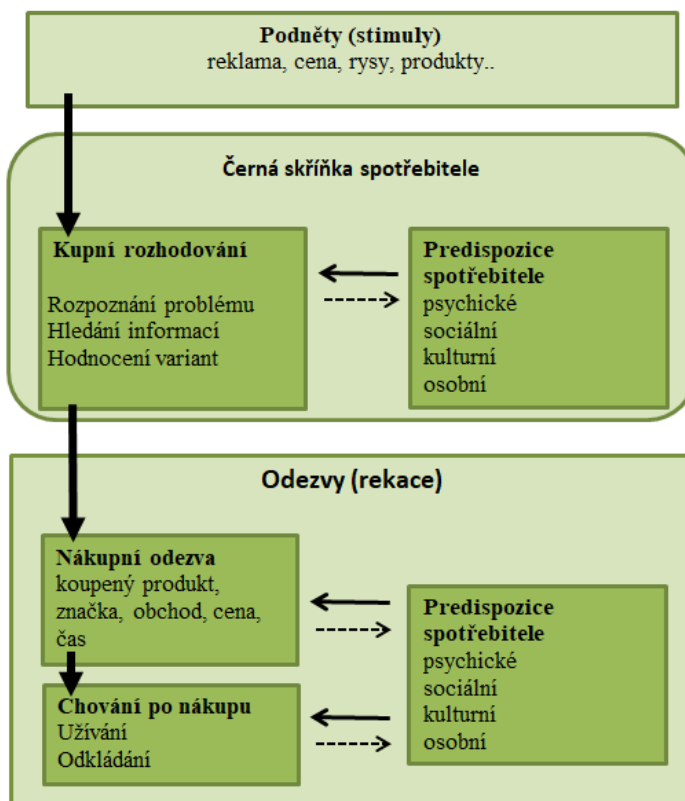 Podněty (stimuly)
reklama, cena, rysy, produkty..
Černá skříňka spotřebitele
Kupní rozhodování
Rozpoznání problému
Hledání informací
Hodnocení variant
Predispozice
spotřebitele
psychické
sociální
kulturní
osobní
Odezvy (rekace)
Nákupní odezva
koupený produkt,
značka, obchod, cena,
čas
Chování po nákupu
Užívání
Odkládání
Predispozice
spotřebitele
psychické
sociální
kulturní
osobní